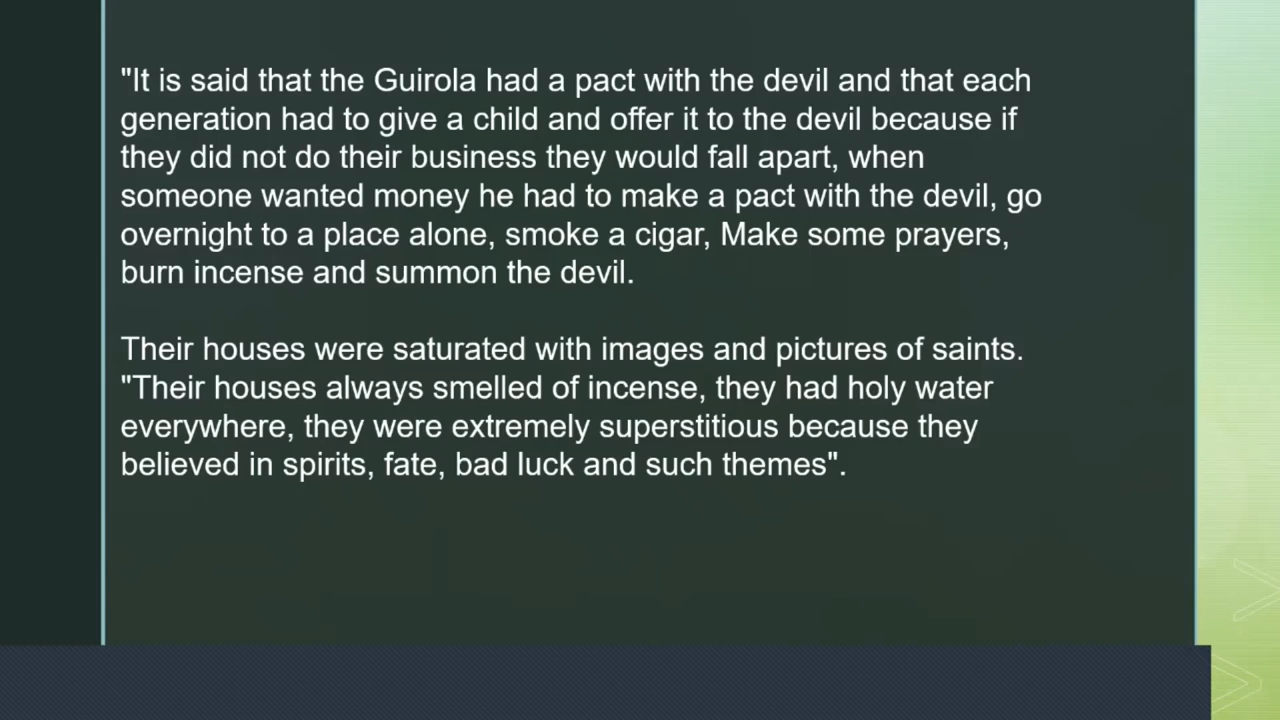 "It is said that the Guirola had a pact with the devil and that each
generation had to give a child and offer it to the devil because if
they did not do their business they would fall apart, when
someone wanted money he had to make a pact with the devil, go
overnight to a place alone, smoke a cigar, Make some prayers,
burn incense and summon the devil.
Their houses were saturated with images and pictures of saints.
"Their houses always smelled of incense, they had holy water
everywhere, they were extremely superstitious because they
believed in spirits, fate, bad luck and such themes".